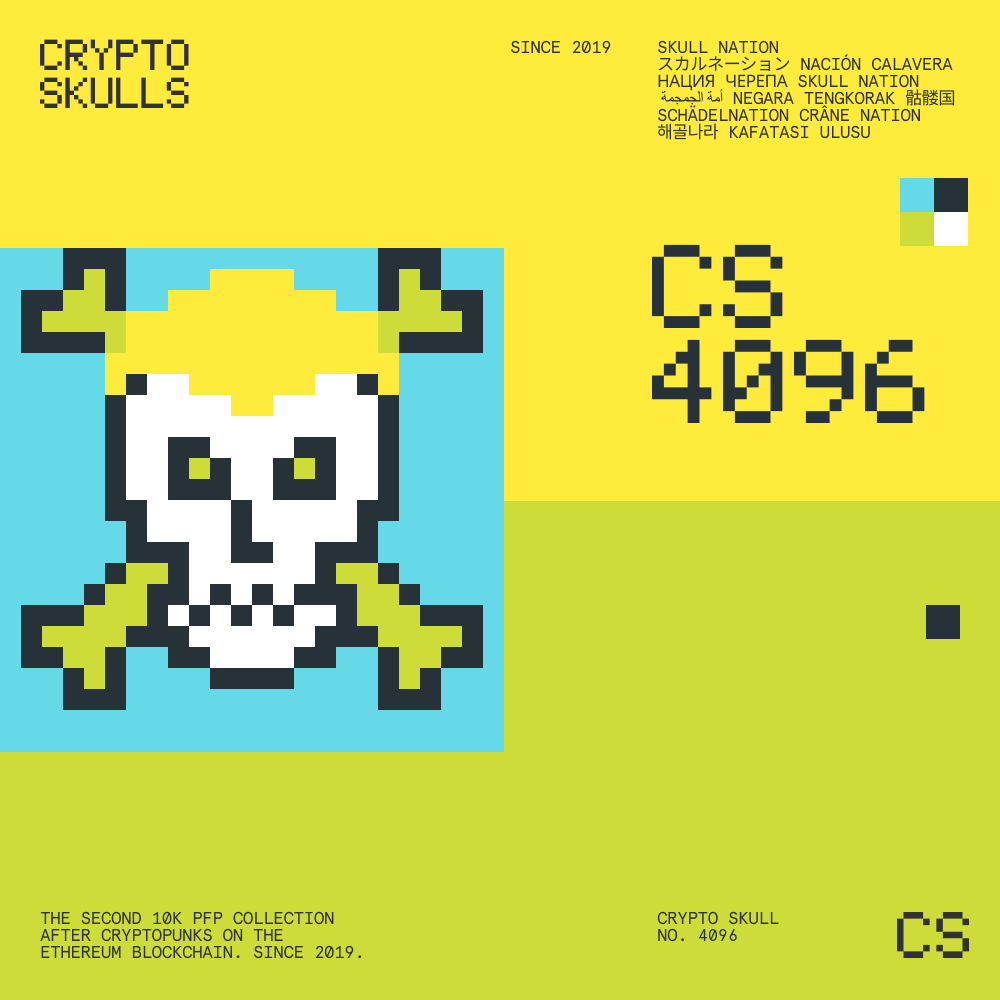 CRYPTO
SKULLS
SINCE 2019
SKULL NATION
スカルネーション NACIÓN CALAVERA
НАЦИЯ ЧЕРЕПА SKULL NATION
أمة الجمجمة NEGARA TENGKORAK 骷髅国
SCHÄDELNATION CRÂNE NATION
해골나라 KAFATASI ULUSU
CS
4096
THE SECOND 10K PFP COLLECTION
AFTER CRYPTOPUNKS ON THE
ETHEREUM BLOCKCHAIN. SINCE 2019.
CRYPTO SKULL
NO. 4096
CS